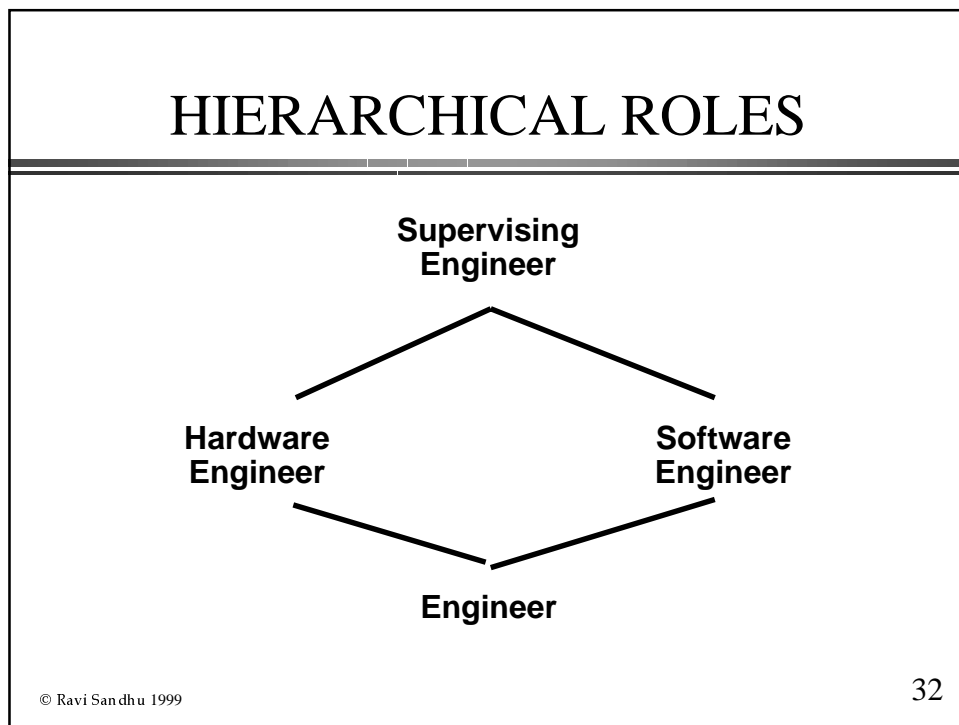 HIERARCHICAL ROLES
Supervising
Engineer
Hardware
Engineer
Software
Engineer
Engineer
© Ravi Sandhu 1999
32